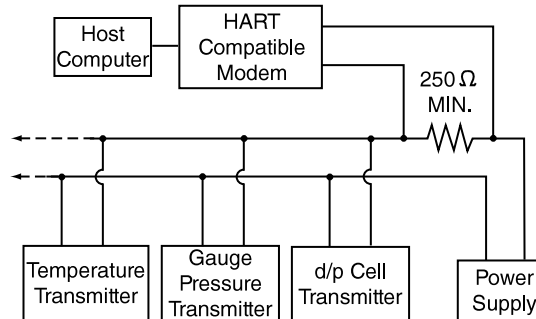 Host
Computer
HART
Compatible
Modem
250 Ω
MIN.
Temperature
Transmitter
Gauge
Pressure
Transmitter
d/p Cell
Transmitter
Power
Supply